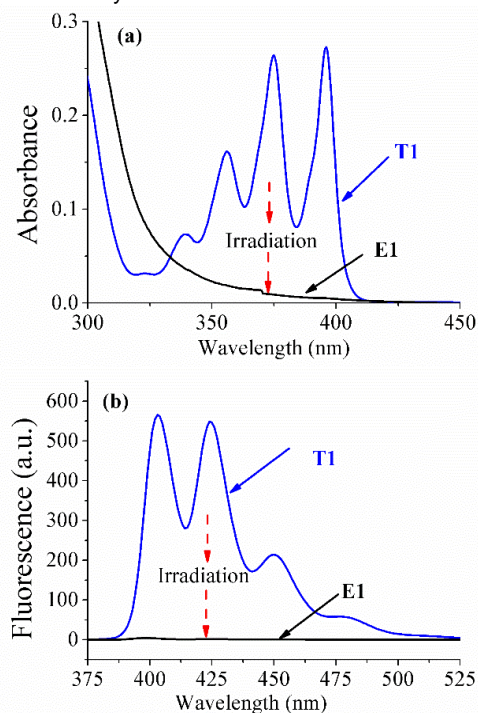 (a)
0.3
0.2
0.1
0.0
Absorbance
T1
Irradiation
E1
300 350 400 450
Wavelength (nm)
(b)
600
500
400
300
200
100
0
Fluorescence (a.u.)
T1
Irradiation
E1
375 400 425 450 475 500 525
Wavelength (nm)